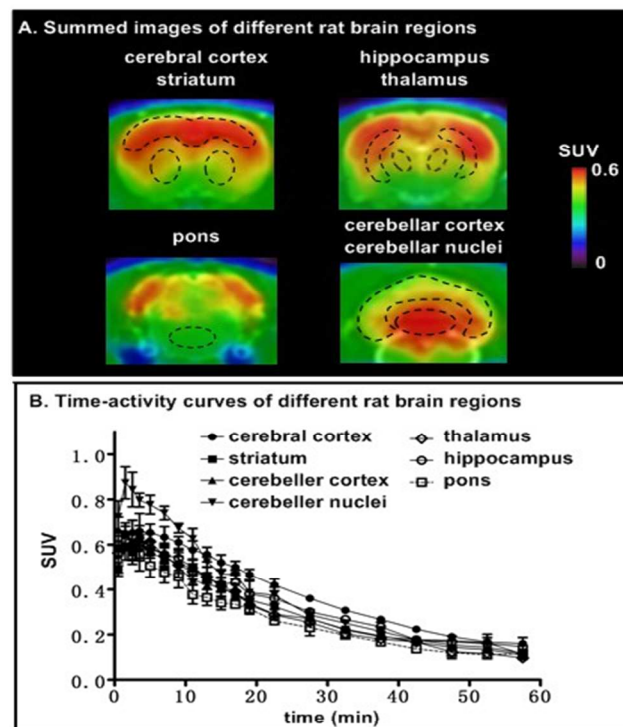 A. Summed images of different rat brain regions
cerebral cortex
striatum
hippocampus
thalamus
SUV
0.6
0
pons
cerebellar cortex
cerebellar nuclei
B. Time-activity curves of different rat brain regions
cerebral cortex
striatum
cerebeller cortex
cerebeller nuclei
thalamus
hippocampus
pons
SUV
1.0
0.8
0.6
0.4
0.2
0.0
0 10 20 30 40 50 60
time (min)